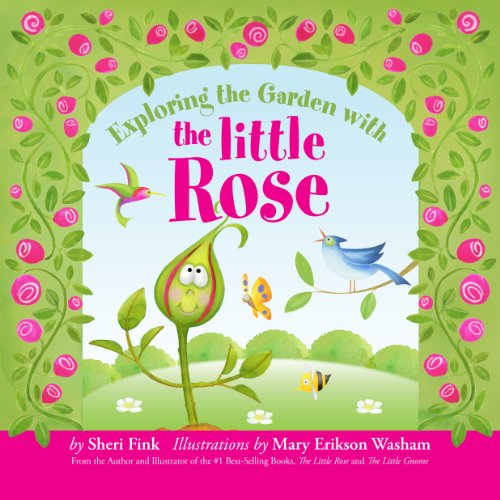 Exploring the Garden with
the little
Rose
by Sheri Fink Illustrations by Mary Erikson Washam
From the Author and Illustrator of the #1 Best-Selling Books, The Little Rose and The Little Gnome